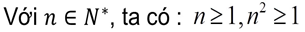 Với n ∈ N*, ta có : n ≥ 1, n² ≥ 1